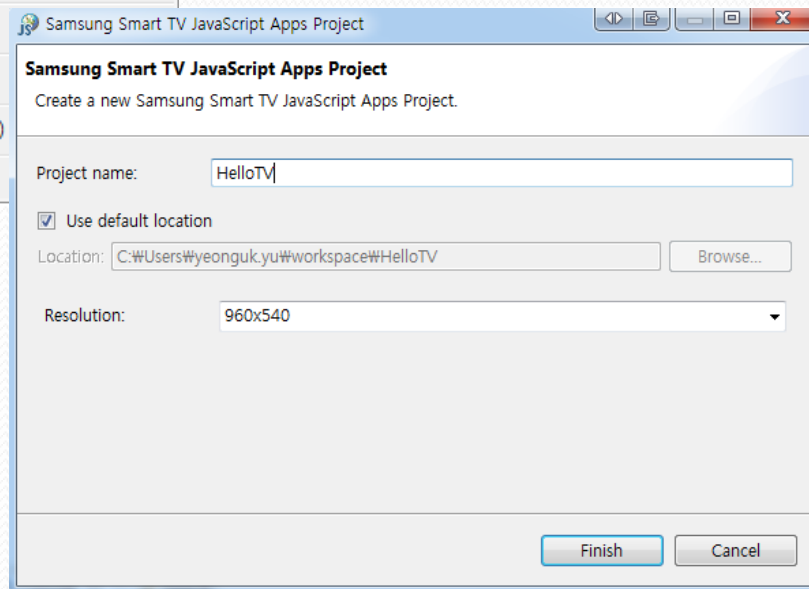 Samsung Smart TV JavaScript Apps Project
Samsung Smart TV JavaScript Apps Project
Create a new Samsung Smart TV JavaScript Apps Project.
Project name: HelloTV
Use default location
Location: C:₩Users₩yeonguk.yu₩workspace₩HelloTV Browse...
Resolution: 960x540
Finish Cancel